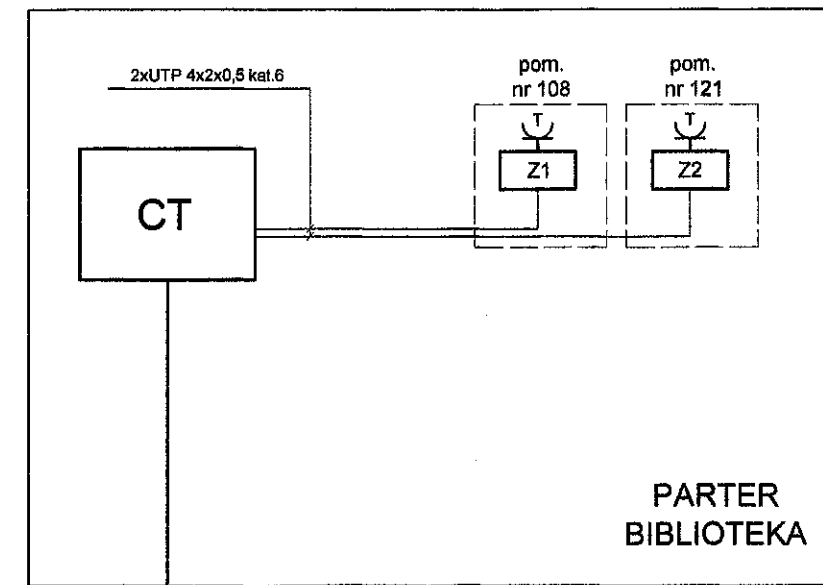 2xUTP 4x2x0,5 kat.6
pom.
nr 108
pom.
nr 121
T
T
Z1
Z2
CT
PARTER
BIBLIOTEKA